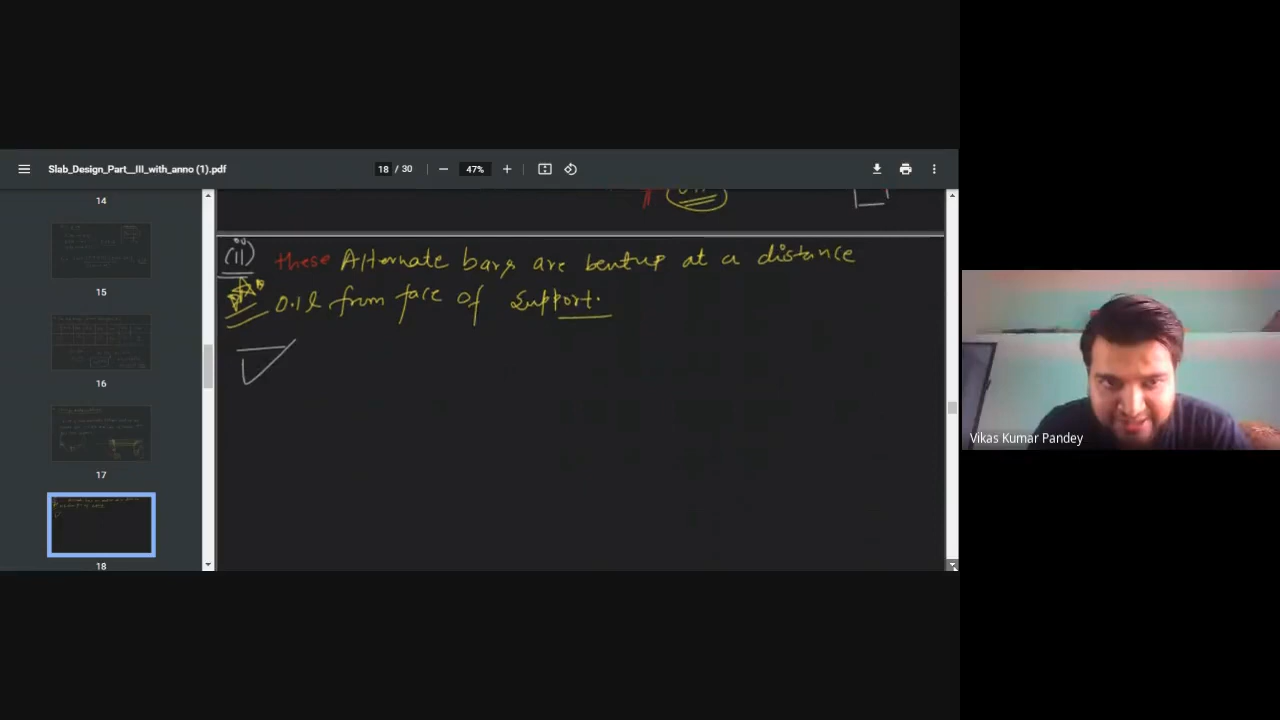 Slab_Design_Part__III_with_anno (1).pdf
18 / 30
47%
14
15
16
17
18
(ii) these Alternate bars are bentup at a distance
0.1l from face of support.
Vikas Kumar Pandey